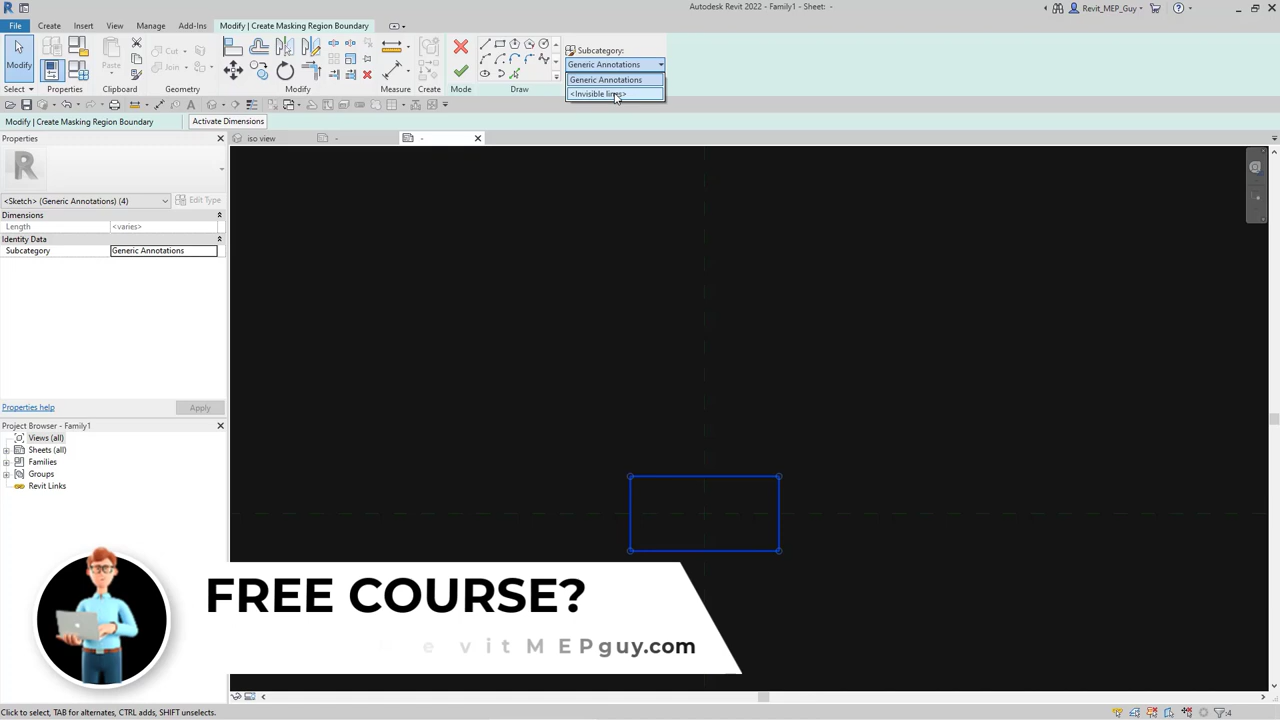 Autodesk Revit 2022 - Family1 - Sheet: -
Revit_MEP_Guy
File Create Insert View Manage Add-Ins Modify | Create Masking Region Boundary
Modify
Paste
Cut
Join
Subcategory:
Generic Annotations
Generic Annotations
<Invisible lines>
Select Properties Clipboard Geometry Modify Measure Create Mode Draw
Modify | Create Masking Region Boundary Activate Dimensions
Properties
iso view
-
-
<Sketch> (Generic Annotations) (4) Edit Type
Dimensions
Length <varies>
Identity Data
Subcategory Generic Annotations
Properties help Apply
Project Browser - Family1
Views (all)
Sheets (all)
Families
Groups
Revit Links
FREE COURSE?
e v i t M E P g u y . com
Click to select, TAB for alternates, CTRL adds, SHIFT unselects.
:4